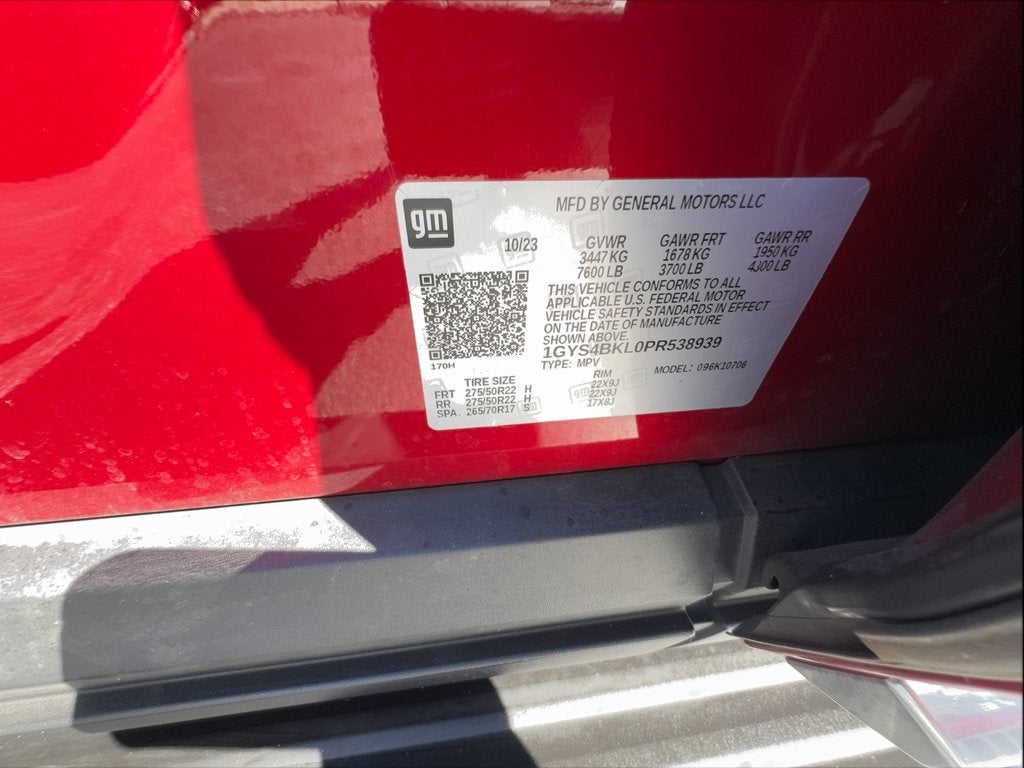 gm
MFD BY GENERAL MOTORS LLC
10/23
GVWR GAWR FRT GAWR RR
3447 KG 1678 KG 1950 KG
7600 LB 3700 LB 4300 LB
THIS VEHICLE CONFORMS TO ALL
APPLICABLE U.S. FEDERAL MOTOR
VEHICLE SAFETY STANDARDS IN EFFECT
ON THE DATE OF MANUFACTURE
SHOWN ABOVE.
1GYS4BKL0PR538939
TYPE: MPV MODEL: 096K10706
170H
TIRE SIZE RIM
FRT 275/50R22 H 22X9J
RR 275/50R22 H 22X9J
SPA. 265/70R17 S 17X8J